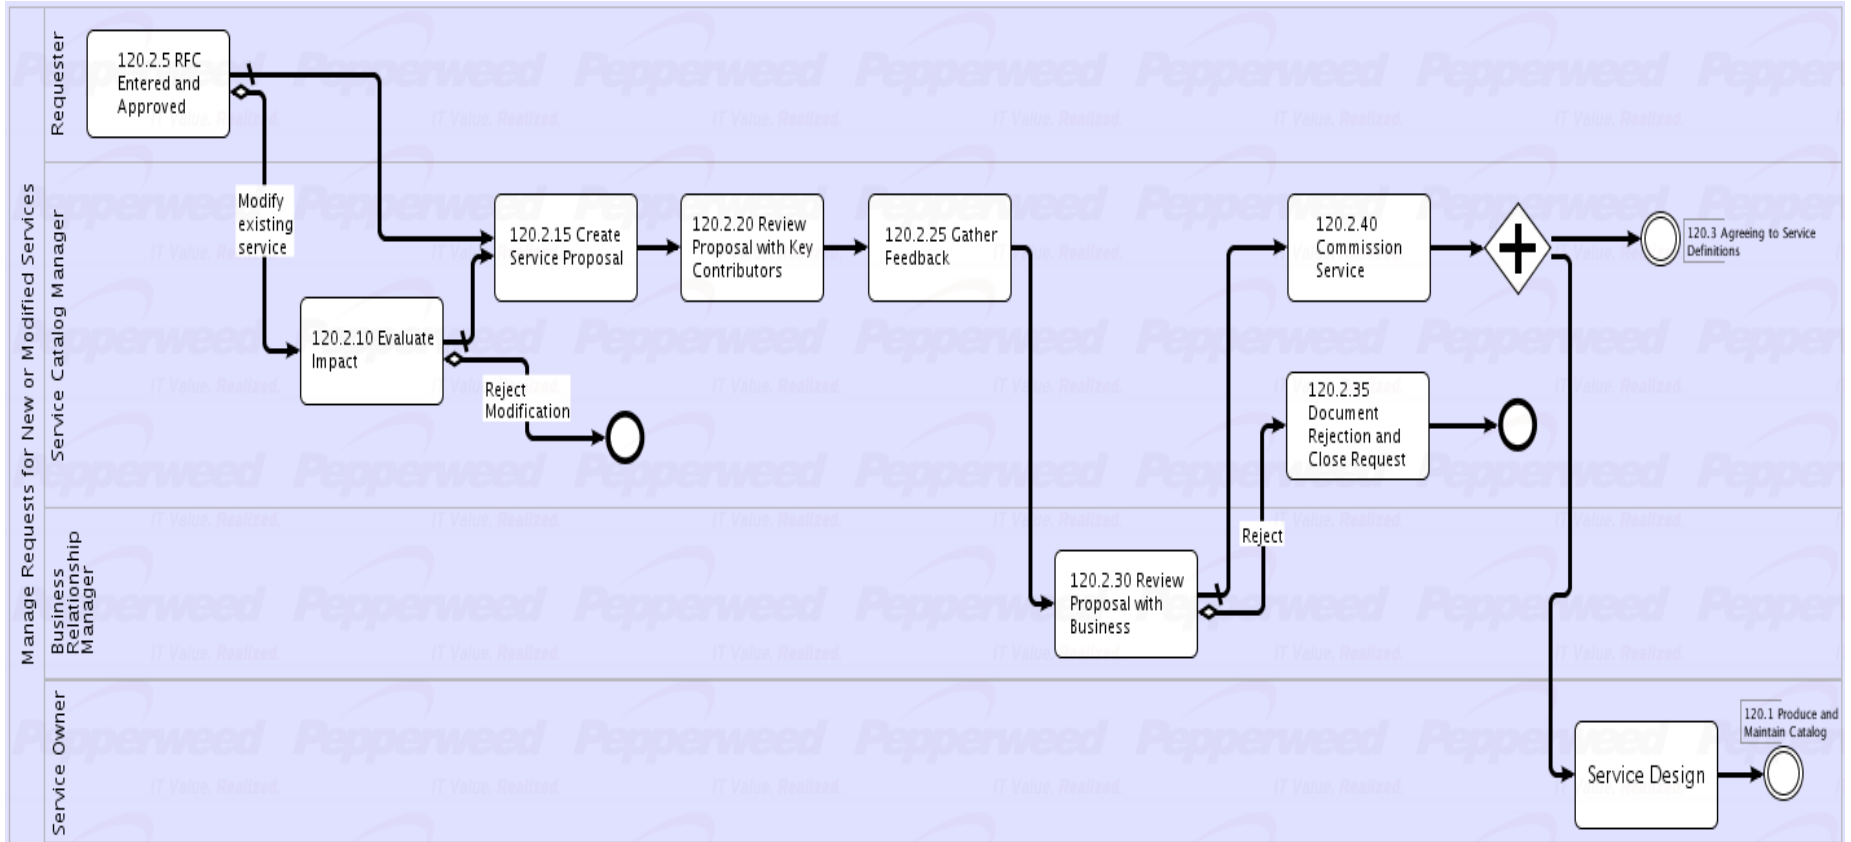 Manage Requests for New or Modified Services
Requester
120.2.5 RFC
Entered and
Approved
Service Catalog Manager
Modify
existing
service
120.2.10 Evaluate
Impact
Reject
Modification
120.2.15 Create
Service Proposal
120.2.20 Review
Proposal with Key
Contributors
120.2.25 Gather
Feedback
120.2.40
Commission
Service
120.3 Agreeing to Service
Definitions
120.2.35
Document
Rejection and
Close Request
Business
Relationship
Manager
120.2.30 Review
Proposal with
Business
Reject
Service Owner
Service Design
120.1 Produce and
Maintain Catalog
Pepperweed
IT Value. Realized.